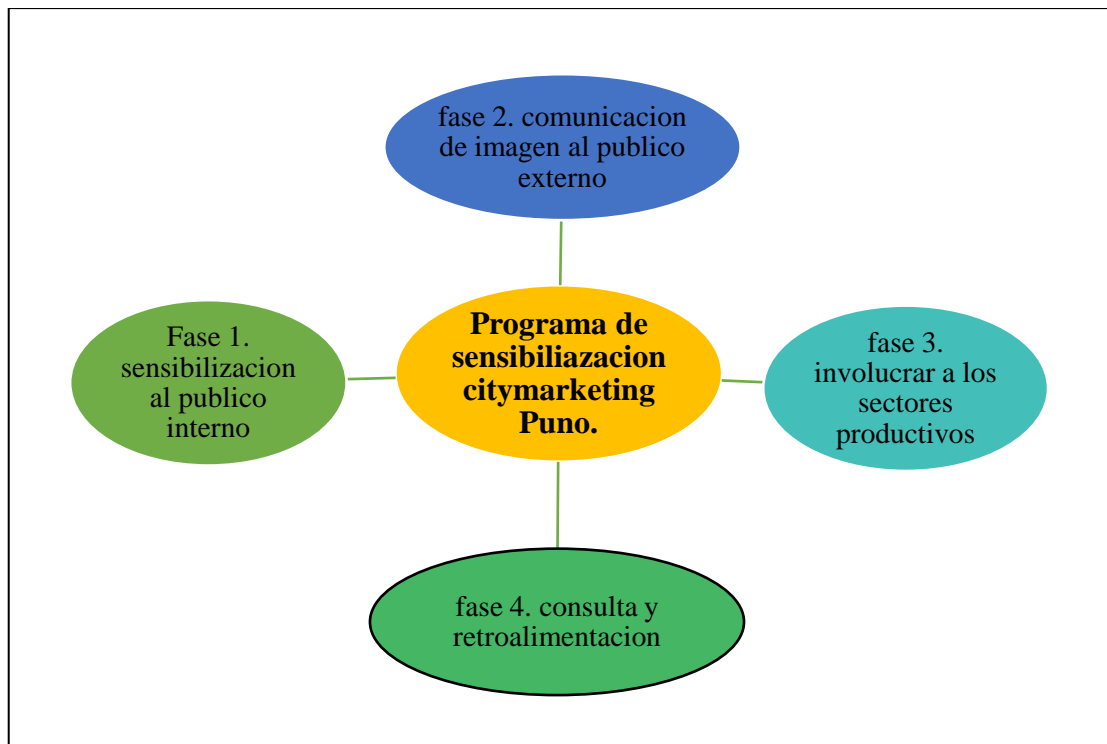 fase 2. comunicacion
de imagen al publico
externo
Fase 1.
sensibilizacion
al publico
interno
Programa de
sensibiliazacion
citymarketing
Puno.
fase 3.
involucrar a los
sectores
productivos
fase 4. consulta y
retroalimentacion